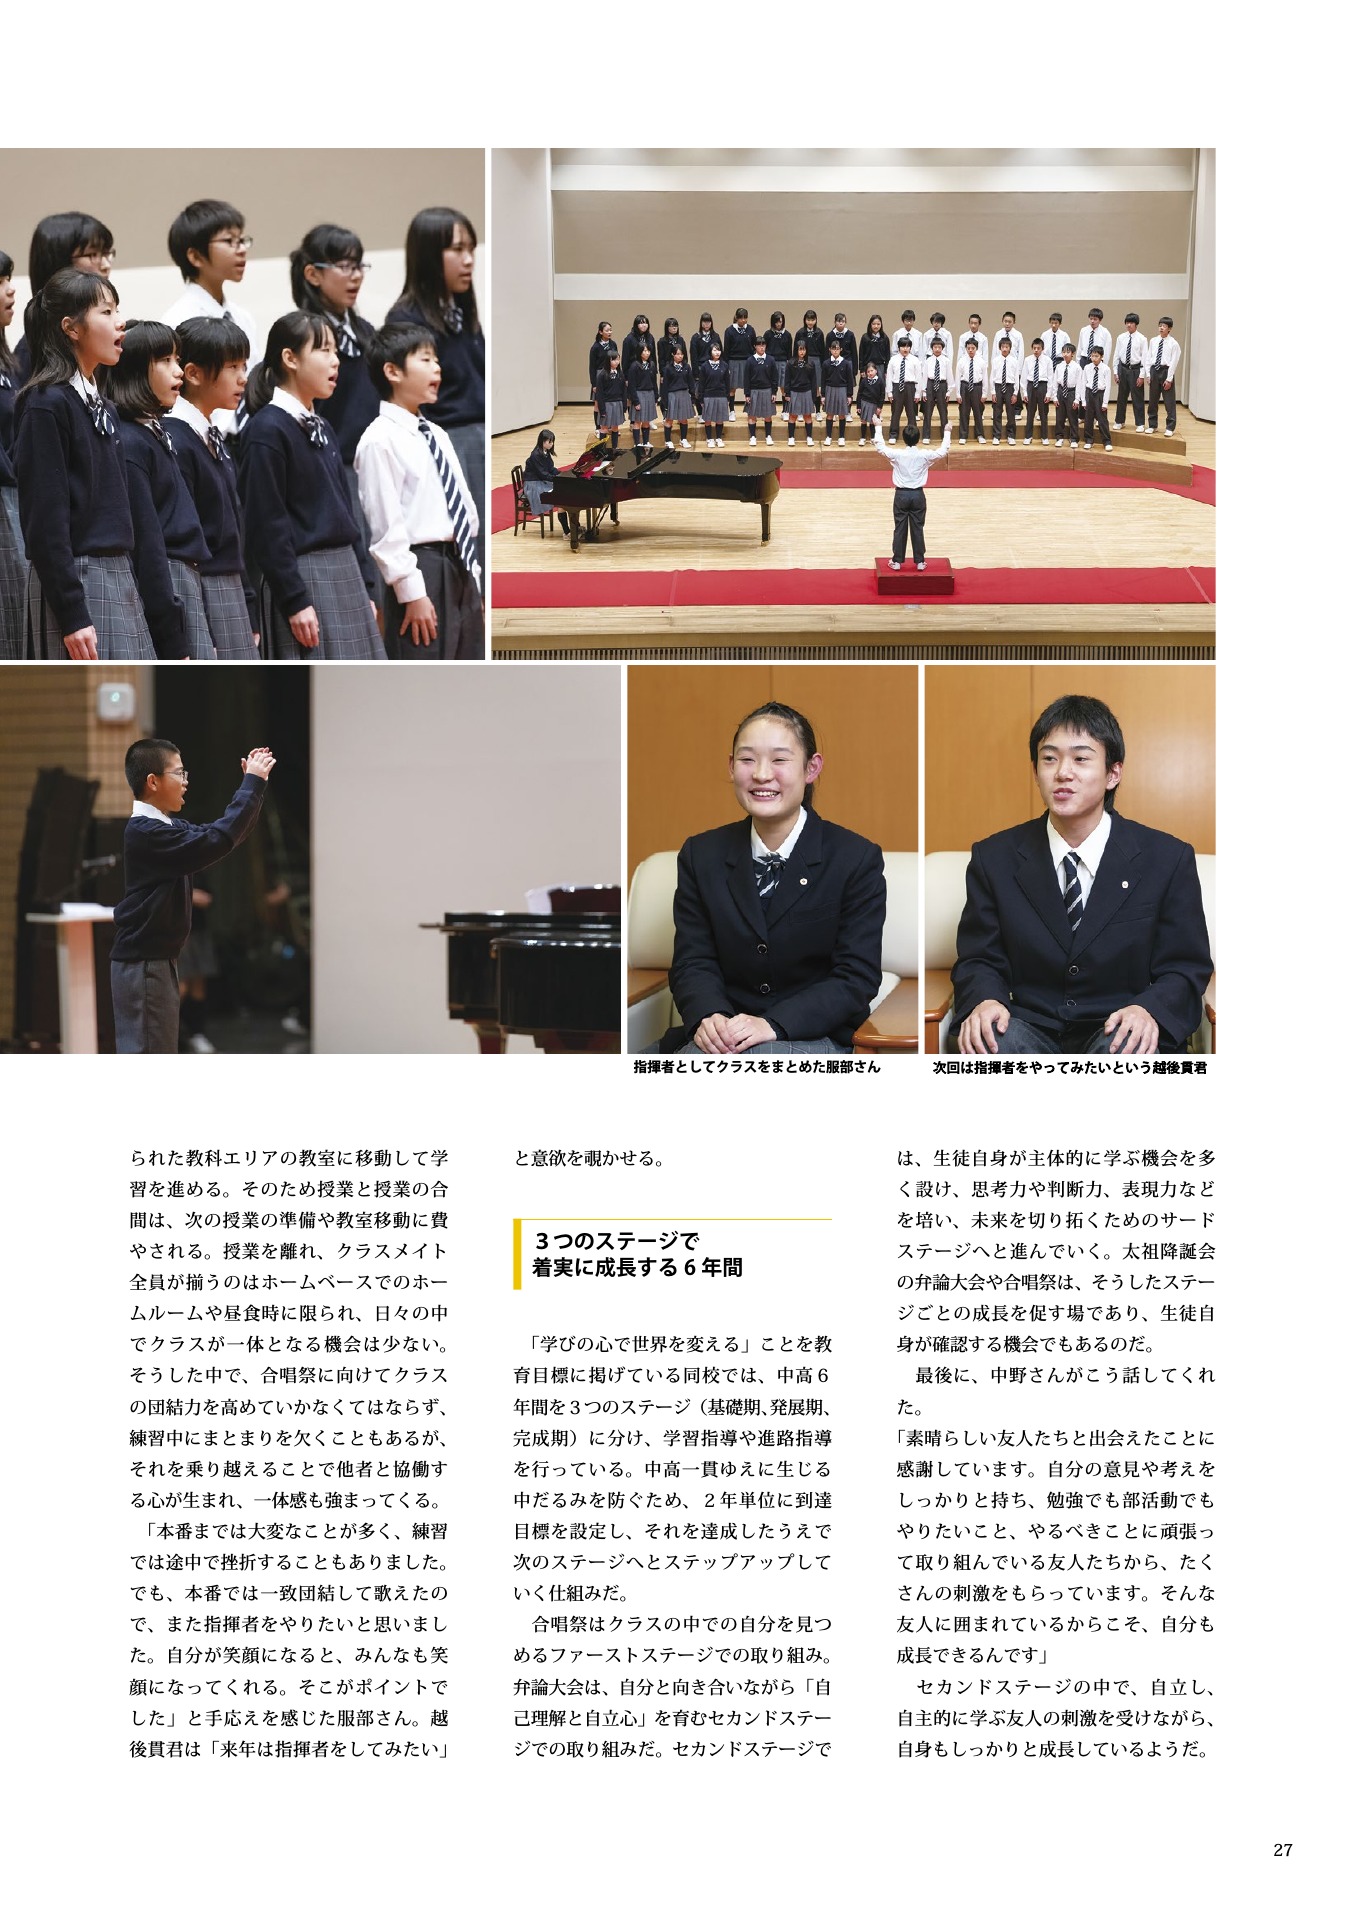 指揮者としてクラスをまとめた服部さん
次回は指揮者をやってみたいという越後貫君
られた教科エリアの教室に移動して学
習を進める。そのため授業と授業の合
間は、次の授業の準備や教室移動に費
やされる。授業を離れ、クラスメイト
全員が揃うのはホームベースでのホー
ムルームや昼食時に限られ、日々の中
でクラスが一体となる機会は少ない。
そうした中で、合唱祭に向けてクラス
の団結力を高めていかなくてはならず、
練習中にまとまりを欠くこともあるが、
それを乗り越えることで他者と協働す
る心が生まれ、一体感も強まってくる。
「本番までは大変なことが多く、練習
では途中で挫折することもありました。
でも、本番では一致団結して歌えたの
で、また指揮者をやりたいと思いまし
た。自分が笑顔になると、みんなも笑
顔になってくれる。そこがポイントで
した」と手応えを感じた服部さん。越
後貫君は「来年は指揮者をしてみたい」
と意欲を覗かせる。
３つのステージで
着実に成長する６年間
「学びの心で世界を変える」ことを教
育目標に掲げている同校では、中高６
年間を３つのステージ（基礎期、発展期、
完成期）に分け、学習指導や進路指導
を行っている。中高一貫ゆえに生じる
中だるみを防ぐため、２年単位に到達
目標を設定し、それを達成したうえで
次のステージへとステップアップして
いく仕組みだ。
合唱祭はクラスの中での自分を見つ
めるファーストステージでの取り組み。
弁論大会は、自分と向き合いながら「自
己理解と自立心」を育むセカンドステー
ジでの取り組みだ。セカンドステージで
は、生徒自身が主体的に学ぶ機会を多
く設け、思考力や判断力、表現力など
を培い、未来を切り拓くためのサード
ステージへと進んでいく。太祖降誕会
の弁論大会や合唱祭は、そうしたステー
ジごとの成長を促す場であり、生徒自
身が確認する機会でもあるのだ。
最後に、中野さんがこう話してくれ
た。
「素晴らしい友人たちと出会えたことに
感謝しています。自分の意見や考えを
しっかりと持ち、勉強でも部活動でも
やりたいこと、やるべきことに頑張っ
て取り組んでいる友人たちから、たく
さんの刺激をもらっています。そんな
友人に囲まれているからこそ、自分も
成長できるんです」
セカンドステージの中で、自立し、
自主的に学ぶ友人の刺激を受けながら、
自身もしっかりと成長しているようだ。
27